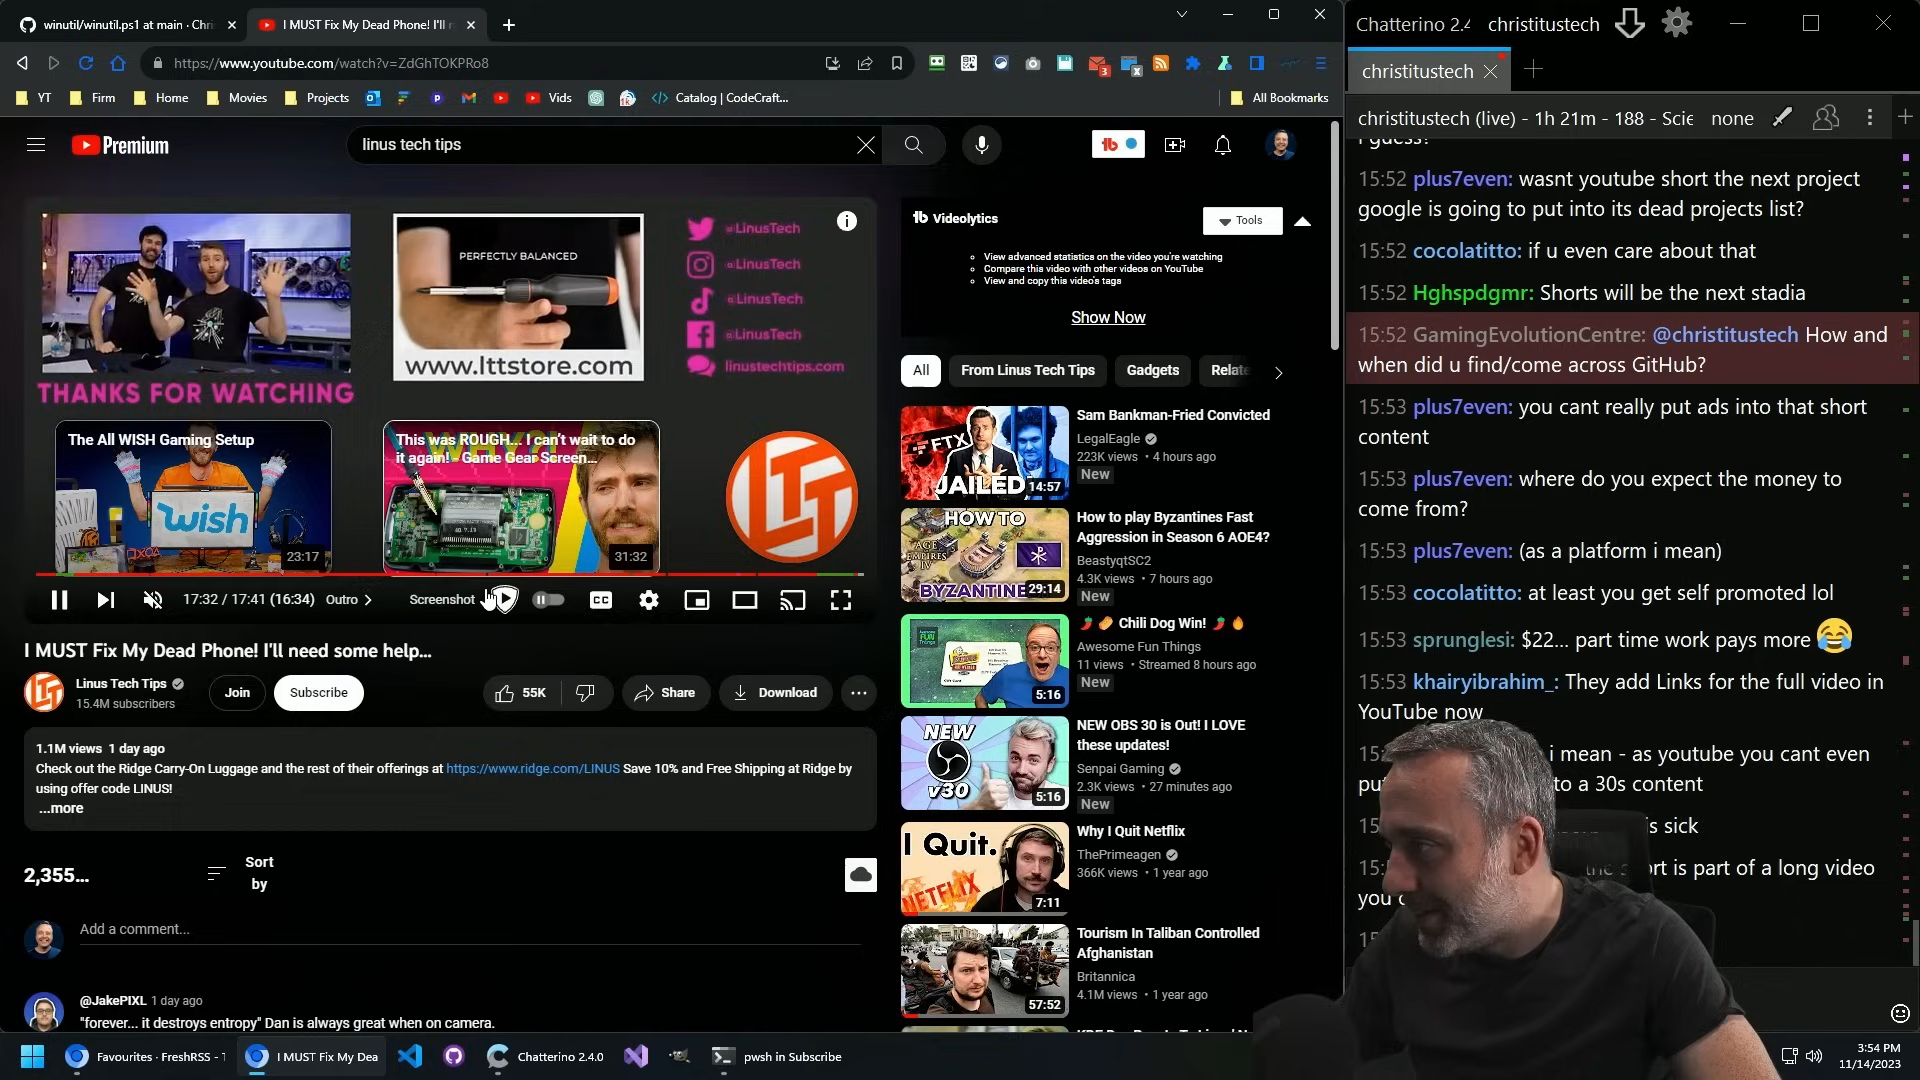 winutil/winutil.ps1 at main · Chri
I MUST Fix My Dead Phone! I'll n
https://www.youtube.com/watch?v=ZdGhTOKPRo8
YT
Firm
Home
Movies
Projects
Vids
Catalog | CodeCraft...
All Bookmarks
Premium
linus tech tips
THANKS FOR WATCHING
PERFECTLY BALANCED
www.lttstore.com
@LinusTech
@LinusTech
@LinusTech
@LinusTech
linustechtips.com
The All WISH Gaming Setup
wish
23:17
This was ROUGH... I can't wait to do
it again! - Game Gear Screen...
31:32
LTT
17:32 / 17:41 (16:34)
Outro
Screenshot
CC
I MUST Fix My Dead Phone! I'll need some help...
Linus Tech Tips
15.4M subscribers
Join
Subscribe
55K
Share
Download
1.1M views 1 day ago
Check out the Ridge Carry-On Luggage and the rest of their offerings at https://www.ridge.com/LINUS Save 10% and Free Shipping at Ridge by
using offer code LINUS!
...more
2,355...
Sort
by
Add a comment...
@JakePIXL 1 day ago
"forever... it destroys entropy" Dan is always great when on camera.
Videolytics
Tools
View advanced statistics on the video you're watching
Compare this video with other videos on YouTube
View and copy this video's tags
Show Now
All
From Linus Tech Tips
Gadgets
Relate
FTX
JAILED
14:57
Sam Bankman-Fried Convicted
LegalEagle
223K views • 4 hours ago
New
HOW TO
AGE
EMPIRES
IV
BYZANTINE
29:14
How to play Byzantines Fast
Aggression in Season 6 AOE4?
BeastyqtSC2
4.3K views • 7 hours ago
New
5:16
🌶️ 🌭 Chili Dog Win! 🌶️ 🔥
Awesome Fun Things
11 views • Streamed 8 hours ago
New
NEW
v30
5:16
NEW OBS 30 is Out! I LOVE
these updates!
Senpai Gaming
2.3K views • 27 minutes ago
New
I Quit.
NETFLIX
7:11
Why I Quit Netflix
ThePrimeagen
366K views • 1 year ago
57:52
Tourism In Taliban Controlled
Afghanistan
Britannica
4.1M views • 1 year ago
Chatterino 2.4
christitustech
christitustech
christitustech (live) - 1h 21m - 188 - Scie
none
I guess?
15:52 plus7even: wasnt youtube short the next project
google is going to put into its dead projects list?
15:52 cocolatitto: if u even care about that
15:52 Hghspdgmr: Shorts will be the next stadia
15:52 GamingEvolutionCentre: @christitustech How and
when did u find/come across GitHub?
15:53 plus7even: you cant really put ads into that short
content
15:53 plus7even: where do you expect the money to
come from?
15:53 plus7even: (as a platform i mean)
15:53 cocolatitto: at least you get self promoted lol
15:53 sprunglesi: $22... part time work pays more 😂
15:53 khairyibrahim_: They add Links for the full video in
YouTube now
i mean - as youtube you cant even
to a 30s content
is sick
is part of a long video
you
Favourites · FreshRSS -
I MUST Fix My Dea
Chatterino 2.4.0
pwsh in Subscribe
3:54 PM
11/14/2023